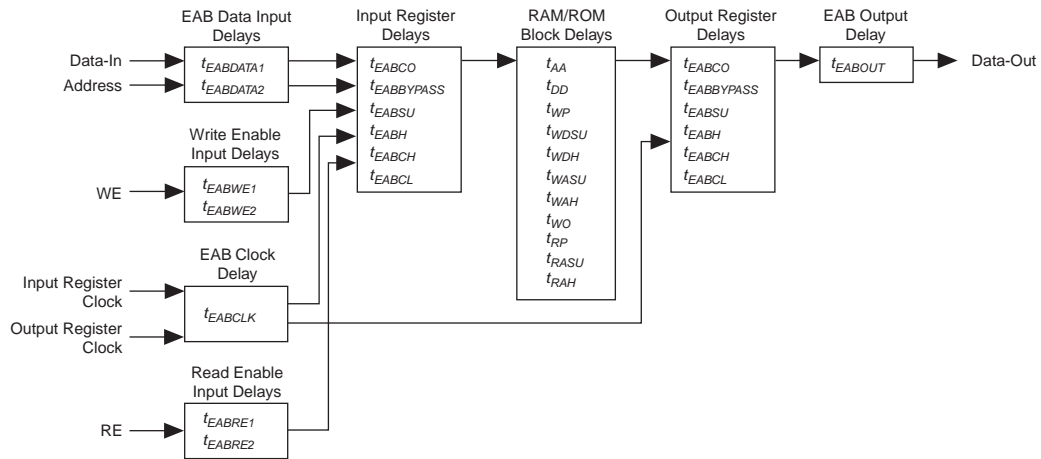 EAB Data Input
Delays
Data-In
Address
tEABDATA1
tEABDATA2
Write Enable
Input Delays
WE
tEABWE1
tEABWE2
EAB Clock
Delay
Input Register
Clock
Output Register
Clock
tEABCLK
Read Enable
Input Delays
RE
tEABRE1
tEABRE2
Input Register
Delays
tEABCO
tEABBYPASS
tEABSU
tEABH
tEABCH
tEABCL
RAM/ROM
Block Delays
tAA
tDD
tWP
tWDSU
tWDH
tWASU
tWAH
tWO
tRP
tRASU
tRAH
Output Register
Delays
tEABCO
tEABBYPASS
tEABSU
tEABH
tEABCH
tEABCL
EAB Output
Delay
tEABOUT
Data-Out